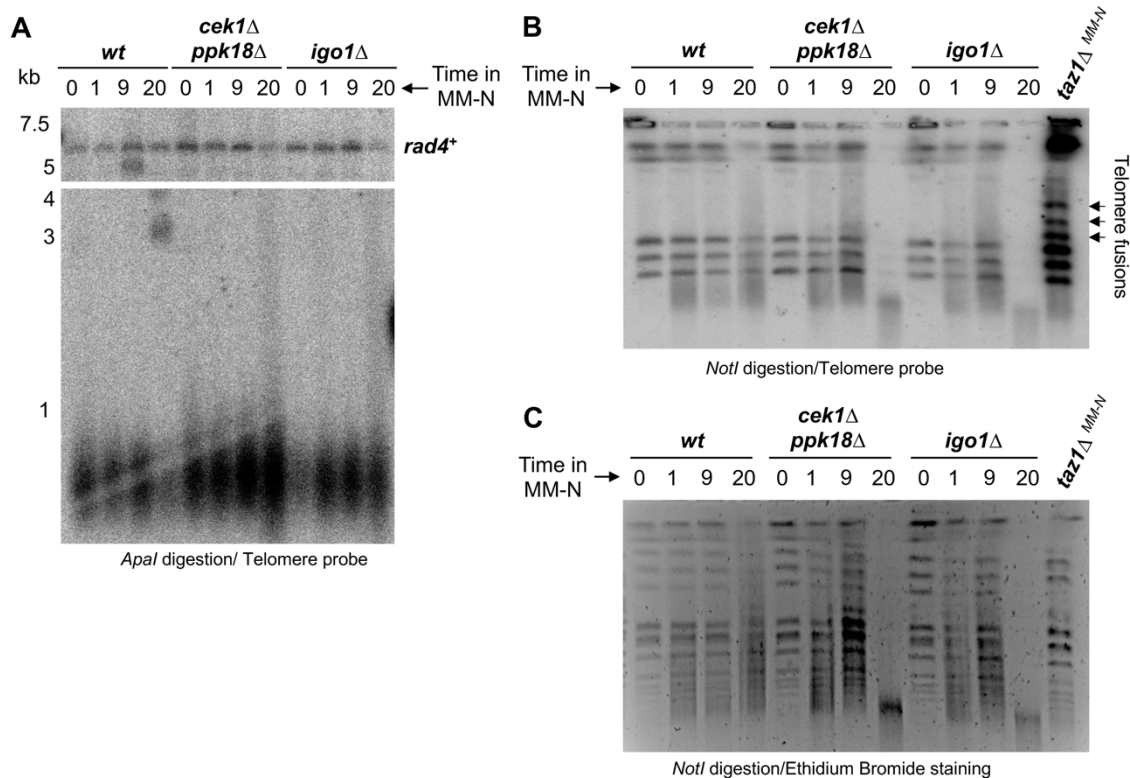 A
cek1Δ
wt ppk18Δ igo1Δ
kb
0 1 9 20 0 1 9 20 0 1 9 20
Time in
MM-N
7.5
rad4+
5
4
3
1
ApaI digestion/ Telomere probe
B
cek1Δ
wt ppk18Δ igo1Δ
taz1Δ MM-N
Time in
MM-N
0 1 9 20 0 1 9 20 0 1 9 20
Telomere fusions
NotI digestion/Telomere probe
C
cek1Δ
wt ppk18Δ igo1Δ
taz1Δ MM-N
Time in
MM-N
0 1 9 20 0 1 9 20 0 1 9 20
NotI digestion/Ethidium Bromide staining